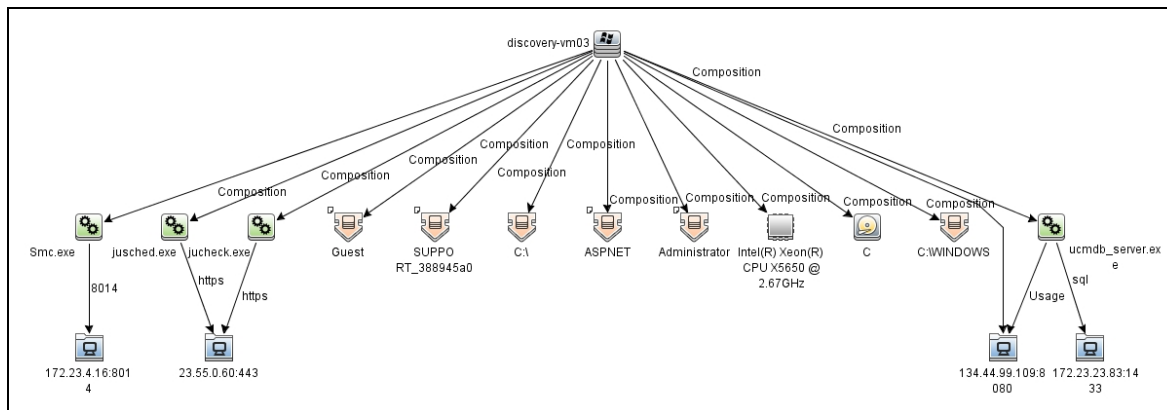 discovery-vm03
Composition
Composition
Composition
Composition
Composition
Composition
Composition
Composition
Composition
Composition
Smc.exe
jusched.exe
jucheck.exe
Guest
SUPPO
RT_388945a0
C:\
ASPNET
Administrator
Intel(R) Xeon(R)
CPU X5650 @
2.67GHz
C
C:\WINDOWS
ucmdb_server.ex
e
8014
https
https
Usage
sql
172.23.4.16:801
4
23.55.0.60:443
134.44.99.109:8
080
172.23.23.83:14
33